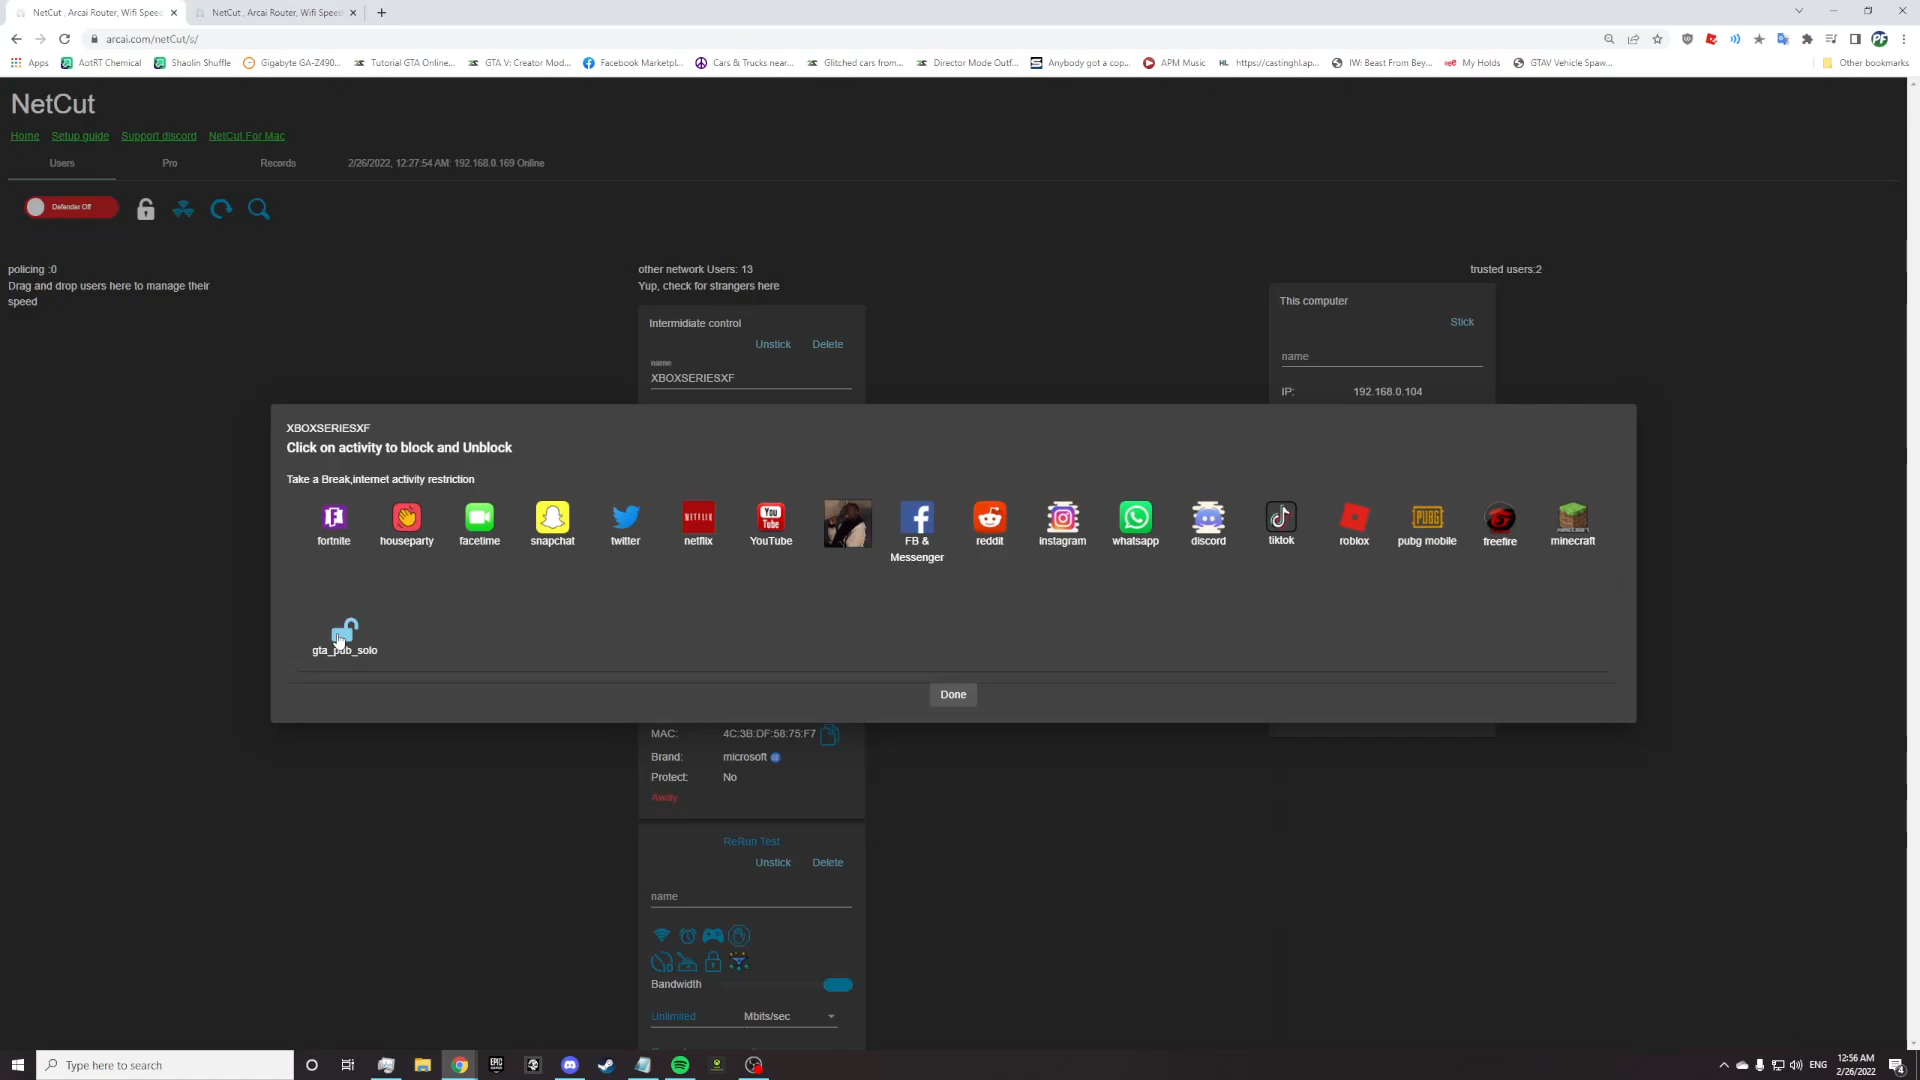 NetCut , Arcai Router, Wifi Speed
NetCut , Arcai Router, Wifi Speed
arcai.com/netCut/s/
Apps
AotRT Chemical
Shaolin Shuffle
Gigabyte GA-Z490...
Tutorial GTA Online...
GTA V: Creator Mod...
Facebook Marketpl...
Cars & Trucks near...
Glitched cars from...
Director Mode Outf...
Anybody got a cop...
APM Music
https://castinghl.ap...
IW: Beast From Bey...
My Holds
GTAV Vehicle Spaw...
Other bookmarks
NetCut
Home Setup guide Support discord NetCut For Mac
Users Pro Records 2/26/2022, 12:27:54 AM: 192.168.0.169 Online
Defender Off
policing :0
Drag and drop users here to manage their
speed
other network Users: 13
Yup, check for strangers here
trusted users:2
Intermidiate control
Unstick Delete
name
XBOXSERIESXF
This computer
Stick
name
IP: 192.168.0.104
XBOXSERIESXF
Click on activity to block and Unblock
Take a Break,internet activity restriction
NETFLIX
You
Tube
PUBG
fortnite
houseparty
facetime
snapchat
twitter
netflix
YouTube
FB &
Messenger
reddit
instagram
whatsapp
discord
tiktok
roblox
pubg mobile
freefire
minecraft
gta_pub_solo
Done
MAC: 4C:3B:DF:58:75:F7
Brand: microsoft
Protect: No
Away
ReRun Test
Unstick Delete
name
10
Bandwidth
Unlimited Mbits/sec
Type here to search
EPIC
ENG
12:56 AM
2/26/2022
4